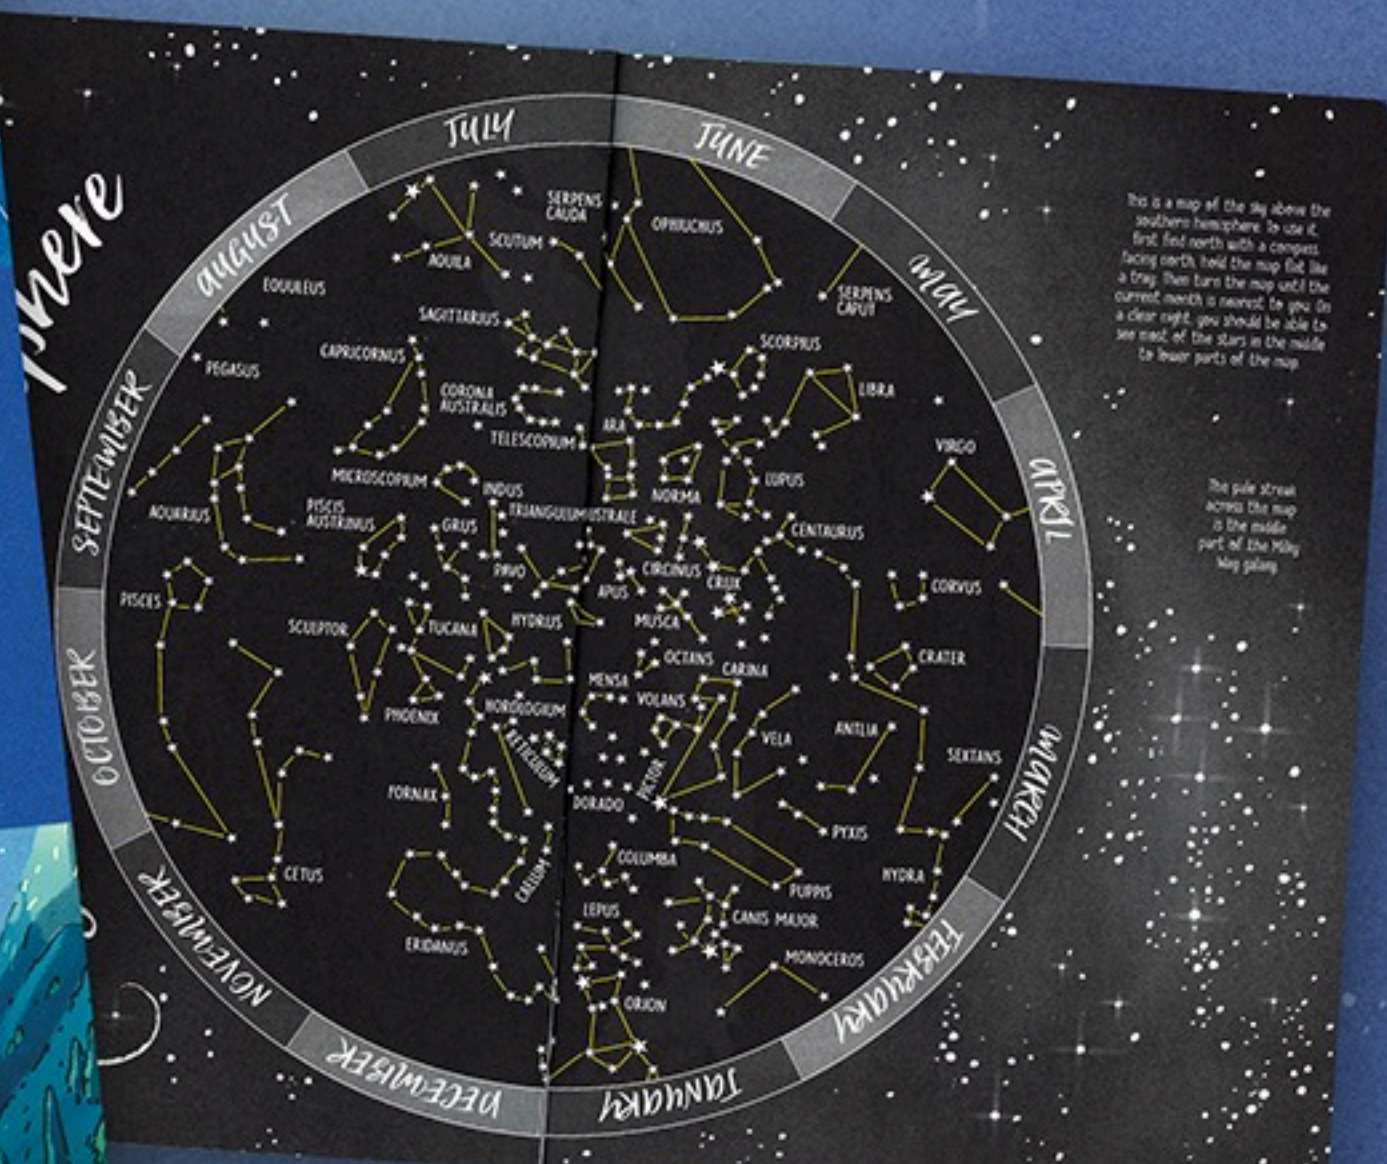 phere
JULY
JUNE
AUGUST
MAY
SEPTEMBER
APRIL
OCTOBER
MARCH
NOVEMBER
FEBRUARY
DECEMBER
JANUARY
SERPENS
CAUDA
OPHIUCHUS
SCUTUM
AQUILA
EQUULEUS
SERPENS
CAPUT
SAGITTARIUS
SCORPIUS
CAPRICORNUS
PEGASUS
LIBRA
CORONA
AUSTRALIS
ARA
TELESCOPIUM
VIRGO
MICROSCOPIUM
LUPUS
INDUS
NORMA
AQUARIUS
PISCIS
AUSTRINUS
TRIANGULUM
USTRALE
GRUS
CENTAURUS
PAVO
CIRCINUS
CRUX
CORVUS
APUS
PISCES
SCULPTOR
TUCANA
HYDRUS
MUSCA
OCTANS
CARINA
CRATER
MENSA
VOLANS
PHOENIX
HOROLOGIUM
RETICULUM
VELA
ANTLIA
SEXTANS
PICTOR
FORNAX
DORADO
PYXIS
CETUS
CAELUM
COLUMBA
PUPPIS
HYDRA
LEPUS
CANIS MAJOR
ERIDANUS
MONOCEROS
ORION
This is a map of the sky above the
southern hemisphere. To use it,
first find north with a compass.
Facing north, hold the map flat like
a tray. Then turn the map until the
current month is nearest to you. On
a clear night, you should be able to
see most of the stars in the middle
to lower parts of the map.
The pale streak
across the map
is the middle
part of the Milky
Way galaxy.